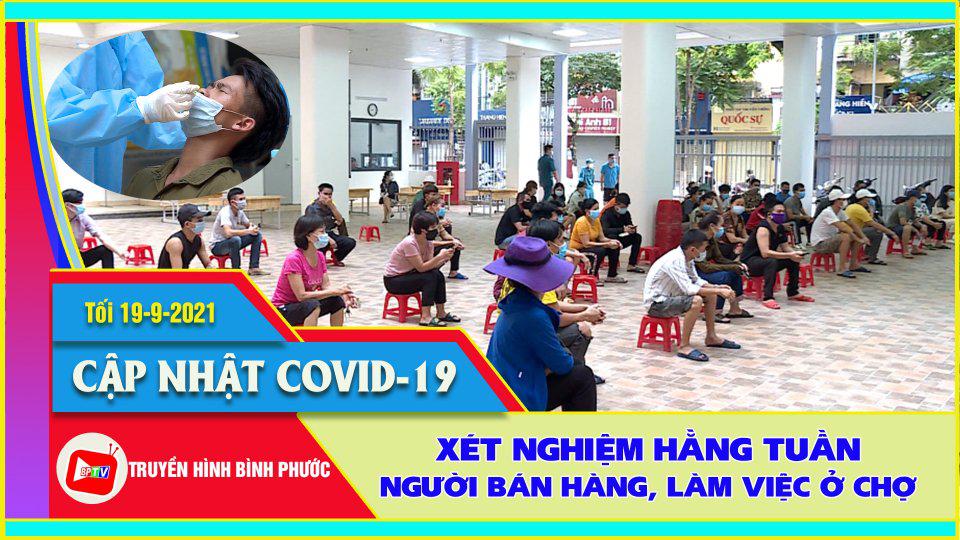 QUỐC SỰ
Tối 19-9-2021
CẬP NHẬT COVID-19
BPTV
TRUYỀN HÌNH BÌNH PHƯỚC
XÉT NGHIỆM HẰNG TUẦN
NGƯỜI BÁN HÀNG, LÀM VIỆC Ở CHỢ